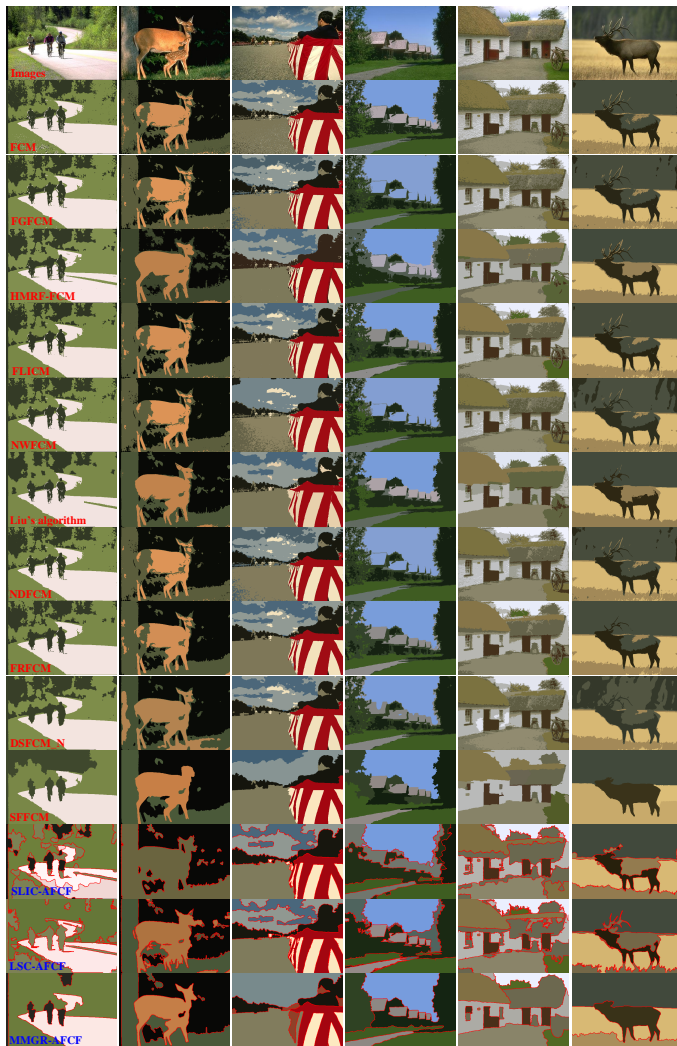 Images
FCM
FGFCM
HMRF-FCM
FLICM
NWFCM
Liu's algorithm
NDFCM
FRFCM
DSFCM_N
SFFCM
SLIC-AFCF
LSC-AFCF
MMGR-AFCF